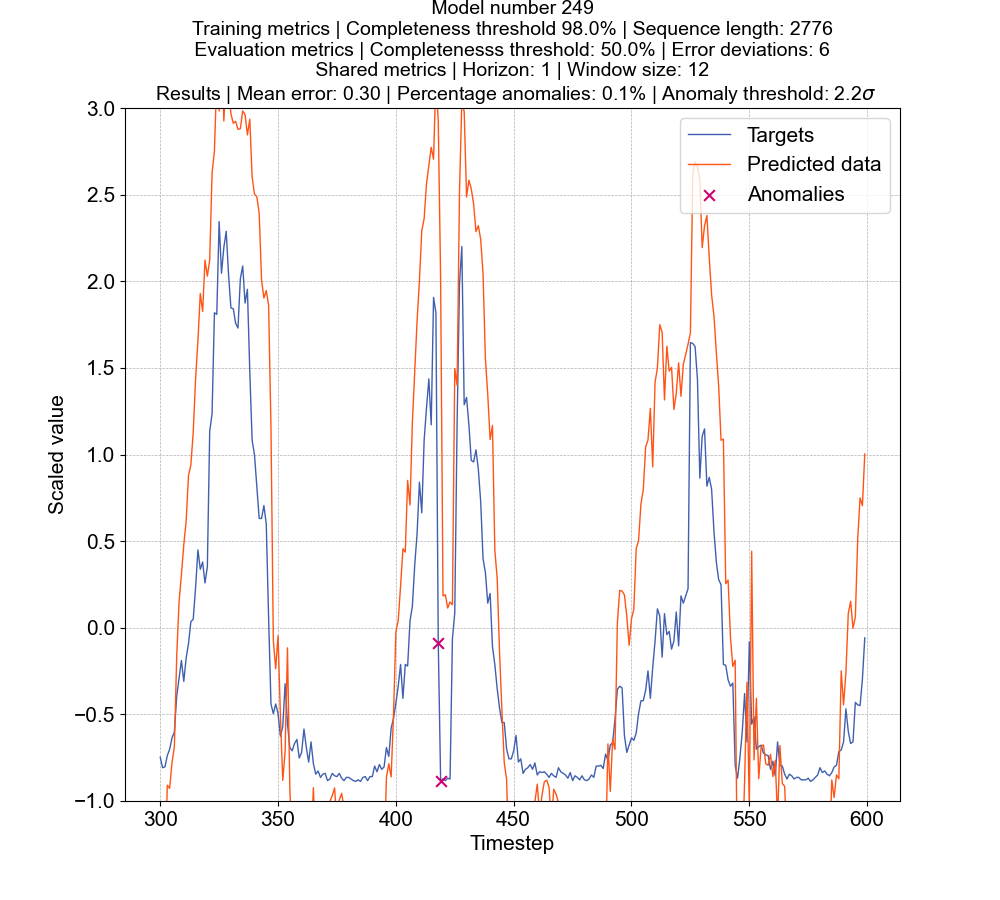 Model number 249
Training metrics | Completeness threshold 98.0% | Sequence length: 2776
Evaluation metrics | Completenesss threshold: 50.0% | Error deviations: 6
Shared metrics | Horizon: 1 | Window size: 12
Results | Mean error: 0.30 | Percentage anomalies: 0.1% | Anomaly threshold: 2.2σ
3.0
2.5
2.0
1.5
1.0
0.5
0.0
−0.5
−1.0
Scaled value
Targets
Predicted data
Anomalies
300 350 400 450 500 550 600
Timestep